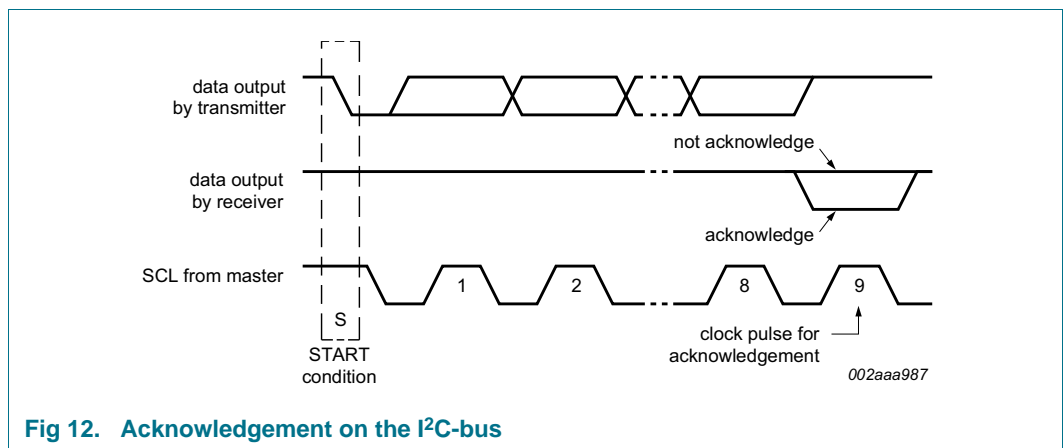 data output
by transmitter
not acknowledge
data output
by receiver
acknowledge
SCL from master
1
2
8
9
S
START
condition
clock pulse for
acknowledgement
002aaa987
Fig 12. Acknowledgement on the I²C-bus